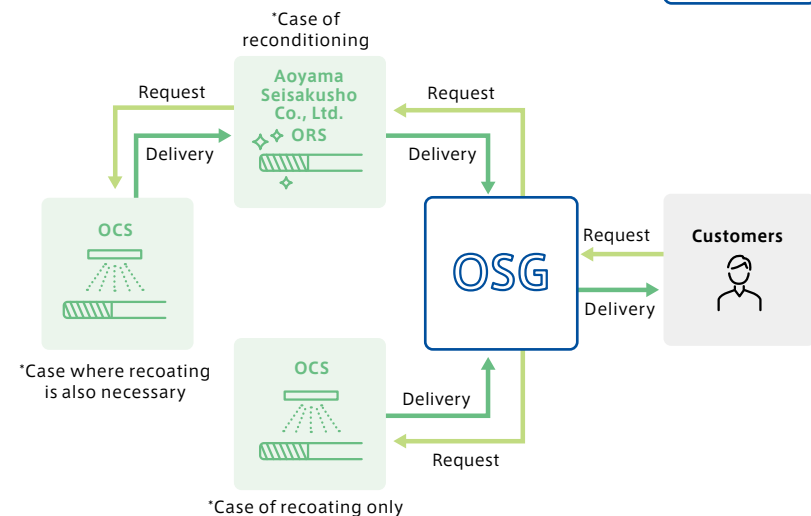 *Case of
reconditioning
Aoyama
Seisakusho
Co., Ltd.
ORS
Request
Delivery
Request
Delivery
OCS
*Case where recoating
is also necessary
OSG
Request
Delivery
Customers
OCS
Delivery
Request
*Case of recoating only